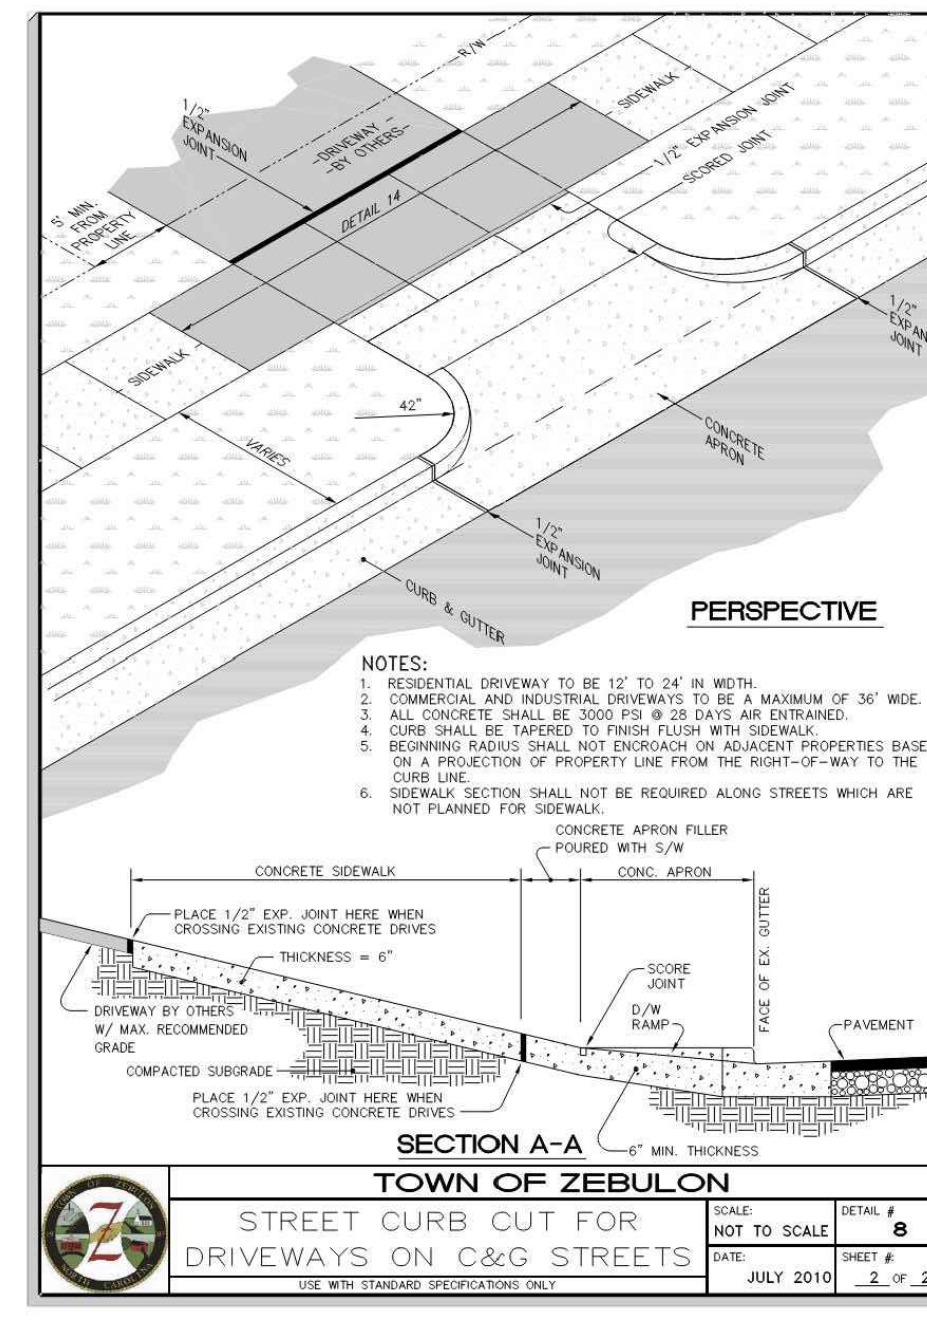 R/W
1/2"
EXPANSION
JOINT
DRIVEWAY
BY OTHERS
SIDEWALK
1/2" EXPANSION JOINT
SCORED JOINT
5' MIN.
FROM
PROPERTY
LINE
DETAIL 14
1/2"
JOINT
SIDEWALK
42"
VARIES
CONCRETE
APRON
1/2"
EXPANSION
JOINT
CURB & GUTTER
PERSPECTIVE
NOTES:
1. RESIDENTIAL DRIVEWAY TO BE 12' TO 24' IN WIDTH.
2. COMMERCIAL AND INDUSTRIAL DRIVEWAYS TO BE A MAXIMUM OF 36' WIDE.
3. ALL CONCRETE SHALL BE 3000 PSI @ 28 DAYS AIR ENTRAINED.
4. CURB SHALL BE TAPERED TO FINISH FLUSH WITH SIDEWALK.
5. BEGINNING RADIUS SHALL NOT ENCROACH ON ADJACENT PROPERTIES BASE
ON A PROJECTION OF PROPERTY LINE FROM THE RIGHT-OF-WAY TO THE
CURB LINE.
6. SIDEWALK SECTION SHALL NOT BE REQUIRED ALONG STREETS WHICH ARE
NOT PLANNED FOR SIDEWALK.
CONCRETE APRON FILLER
POURED WITH S/W
CONCRETE SIDEWALK
CONC. APRON
PLACE 1/2" EXP. JOINT HERE WHEN
CROSSING EXISTING CONCRETE DRIVES
FACE OF EX. GUTTER
THICKNESS = 6"
SCORE
JOINT
DRIVEWAY BY OTHERS
W/ MAX. RECOMMENDED
GRADE
D/W
RAMP
PAVEMENT
COMPACTED SUBGRADE
PLACE 1/2" EXP. JOINT HERE WHEN
CROSSING EXISTING CONCRETE DRIVES
SECTION A-A
6" MIN. THICKNESS
TOWN OF ZEBULON
TOWN OF ZEBULON
Z
NORTH CAROLINA
STREET CURB CUT FOR
DRIVEWAYS ON C&G STREETS
USE WITH STANDARD SPECIFICATIONS ONLY
SCALE:
NOT TO SCALE
DETAIL #
8
DATE:
JULY 2010
SHEET #:
2 OF 2